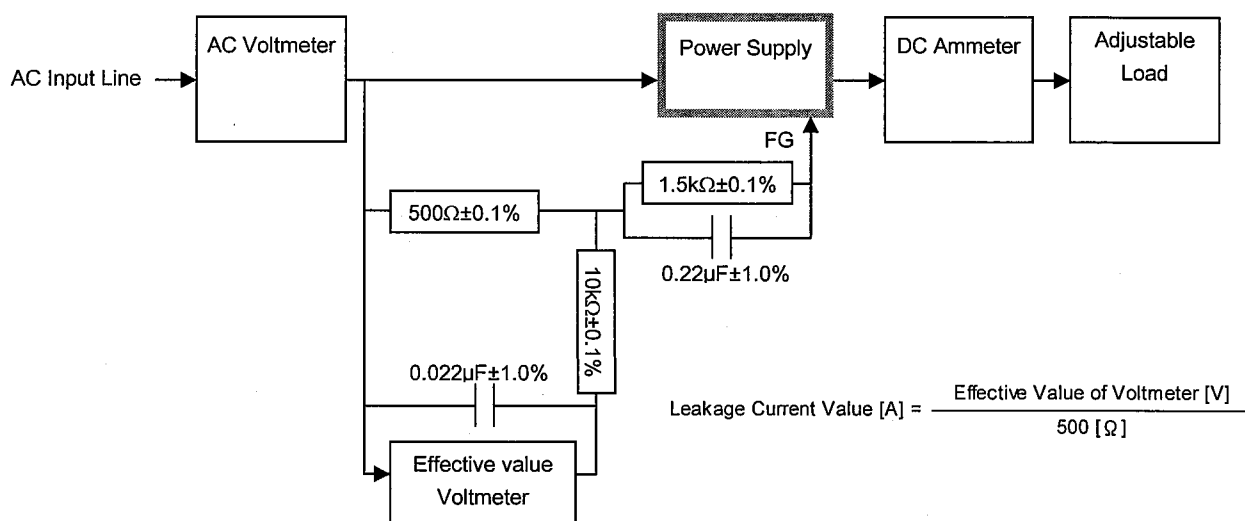 AC Input Line
AC Voltmeter
Power Supply
DC Ammeter
Adjustable
Load
FG
1.5kΩ±0.1%
500Ω±0.1%
0.22µF±1.0%
10kΩ±0.1%
0.022µF±1.0%
Effective value
Voltmeter
Leakage Current Value [A] = Effective Value of Voltmeter [V]
500 [Ω]